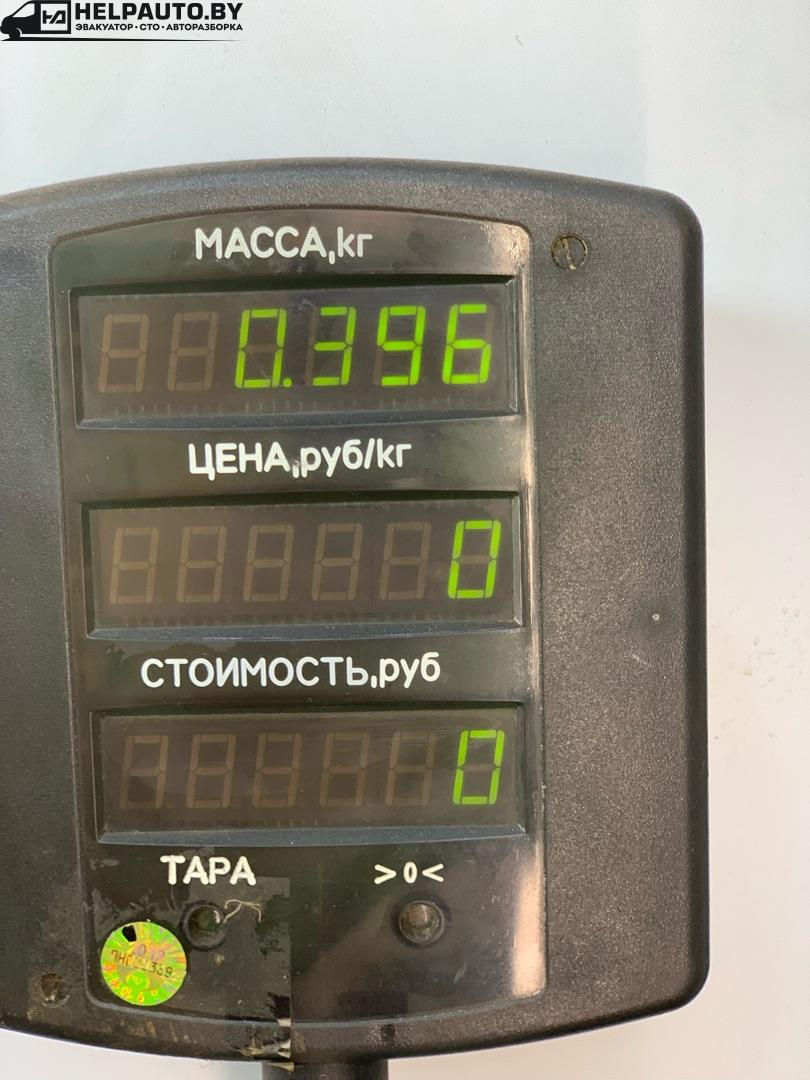 HELPAUTO.BY
ЭВАКУАТОР • СТО • АВТОРАЗБОРКА
МАССА,кг
0.396
ЦЕНА,руб/кг
0
СТОИМОСТЬ,руб
0
ТАРА >0<